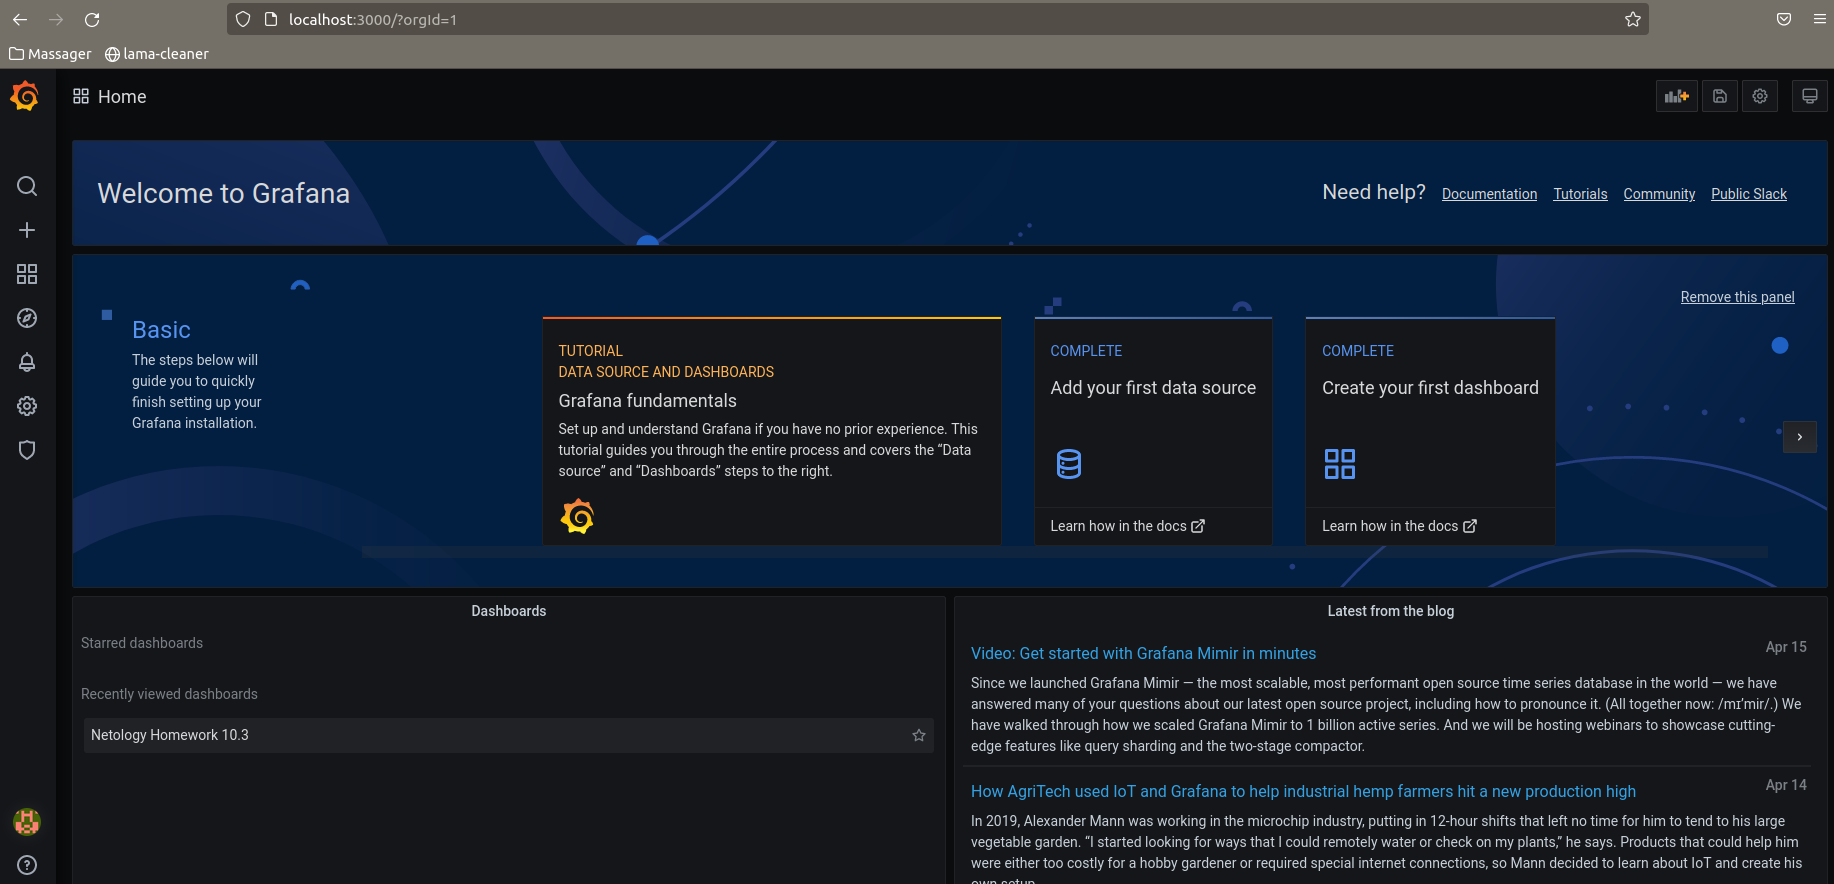 localhost:3000/?orgId=1
Massager
lama-cleaner
Home
Welcome to Grafana
Need help?
Documentation
Tutorials
Community
Public Slack
Remove this panel
Basic
The steps below will
guide you to quickly
finish setting up your
Grafana installation.
TUTORIAL
DATA SOURCE AND DASHBOARDS
Grafana fundamentals
Set up and understand Grafana if you have no prior experience. This
tutorial guides you through the entire process and covers the “Data
source” and “Dashboards” steps to the right.
COMPLETE
Add your first data source
Learn how in the docs
COMPLETE
Create your first dashboard
Learn how in the docs
Dashboards
Starred dashboards
Recently viewed dashboards
Netology Homework 10.3
Latest from the blog
Video: Get started with Grafana Mimir in minutes
Apr 15
Since we launched Grafana Mimir — the most scalable, most performant open source time series database in the world — we have
answered many of your questions about our latest open source project, including how to pronounce it. (All together now: /mɪ’mir/.) We
have walked through how we scaled Grafana Mimir to 1 billion active series. And we will be hosting webinars to showcase cutting-
edge features like query sharding and the two-stage compactor.
How AgriTech used IoT and Grafana to help industrial hemp farmers hit a new production high
Apr 14
In 2019, Alexander Mann was working in the microchip industry, putting in 12-hour shifts that left no time for him to tend to his large
vegetable garden. “I started looking for ways that I could remotely water or check on my plants,” he says. Products that could help him
were either too costly for a hobby gardener or required special internet connections, so Mann decided to learn about IoT and create his
own setup.